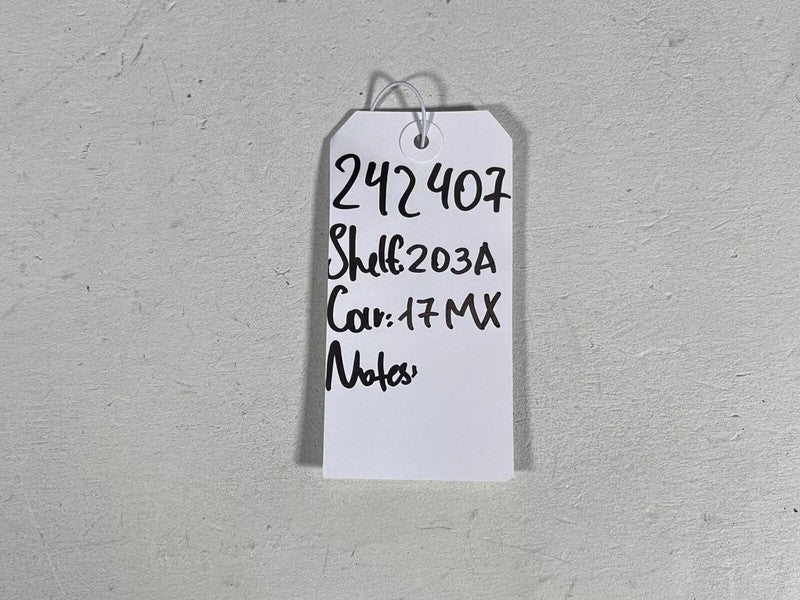 242407
Shelf: 203A
Car: 17 MX
Notes: